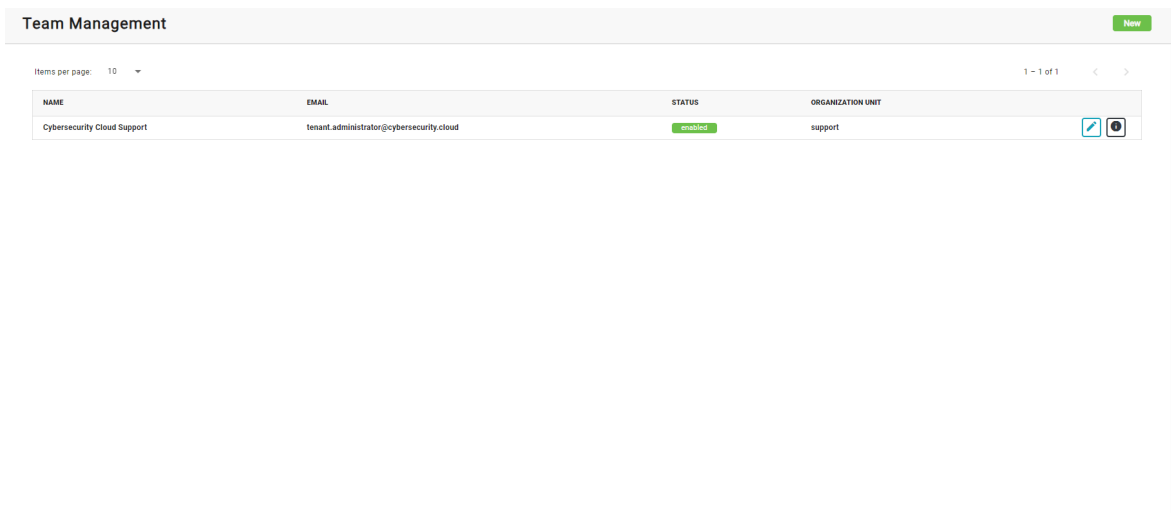 Team Management
New
Items per page: 10
1 – 1 of 1
NAME EMAIL STATUS ORGANIZATION UNIT
Cybersecurity Cloud Support tenant.administrator@cybersecurity.cloud enabled support